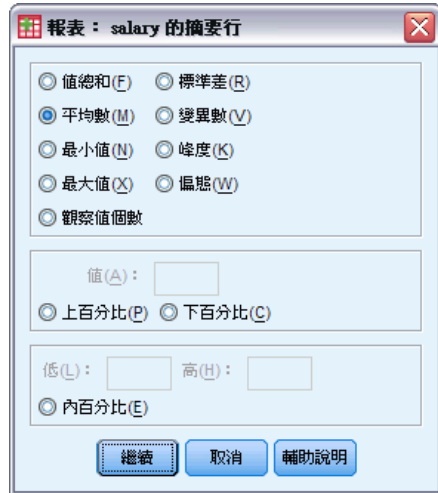 報表： salary 的摘要行
值總和(F) 標準差(R)
平均數(M) 變異數(V)
最小值(N) 峰度(K)
最大值(X) 偏態(W)
觀察值個數
值(A)：
上百分比(P) 下百分比(C)
低(L)： 高(H)：
內百分比(E)
繼續 取消 輔助說明